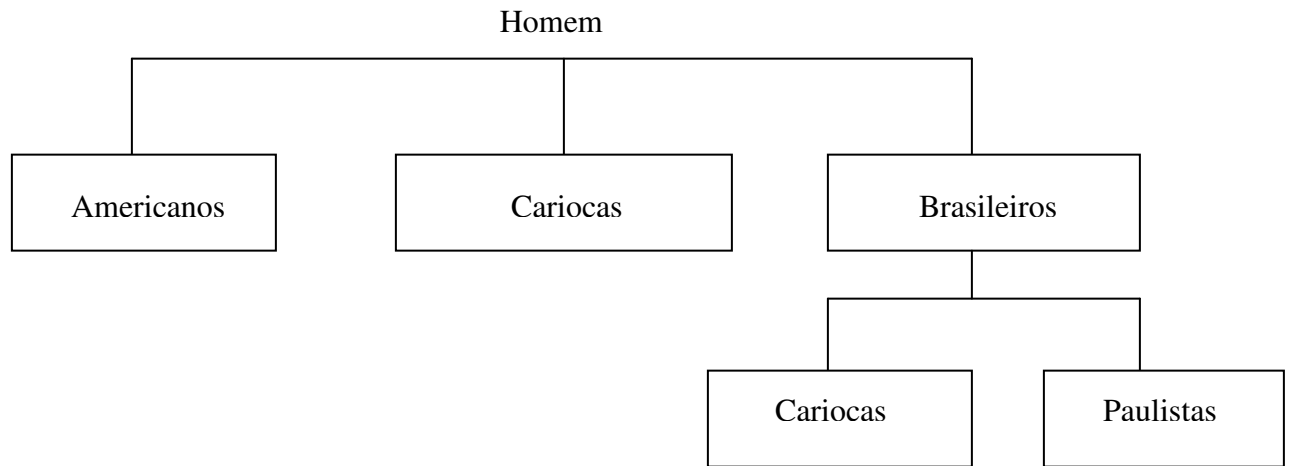 Homem
Americanos
Cariocas
Brasileiros
Cariocas
Paulistas